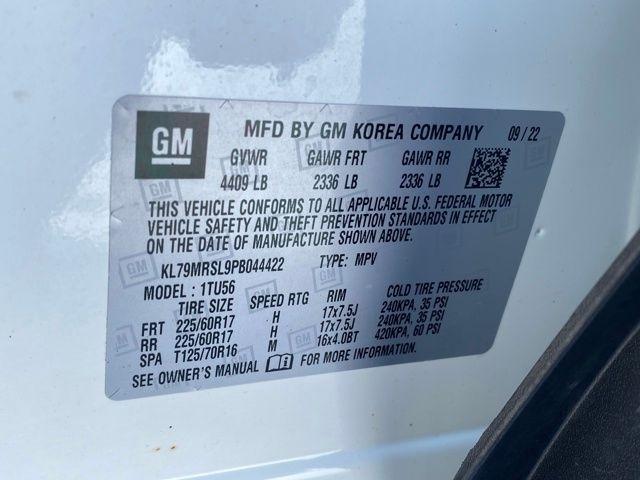 GM MFD BY GM KOREA COMPANY 09/22
GVWR GAWR FRT GAWR RR
4409 LB 2336 LB 2336 LB
THIS VEHICLE CONFORMS TO ALL APPLICABLE U.S. FEDERAL MOTOR
VEHICLE SAFETY AND THEFT PREVENTION STANDARDS IN EFFECT
ON THE DATE OF MANUFACTURE SHOWN ABOVE.
KL79MRSL9PB044422 TYPE: MPV
MODEL : 1TU56
TIRE SIZE SPEED RTG RIM COLD TIRE PRESSURE
FRT 225/60R17 H 17x7.5J 240KPA, 35 PSI
RR 225/60R17 H 17x7.5J 240KPA, 35 PSI
SPA T125/70R16 M 16x4.0BT 420KPA, 60 PSI
SEE OWNER'S MANUAL FOR MORE INFORMATION.